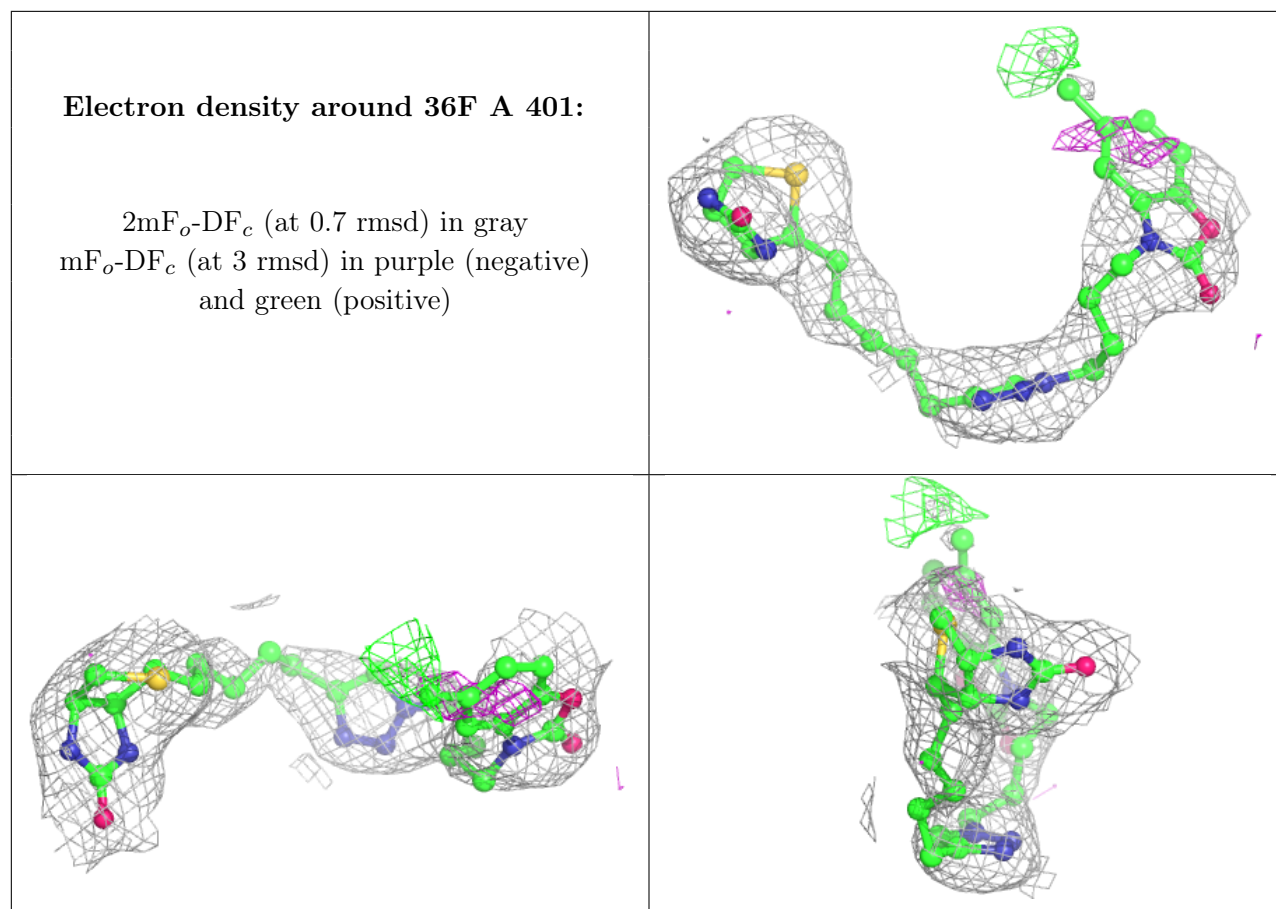 Electron density around 36F A 401:
2mFₒ-DF𝒸 (at 0.7 rmsd) in gray
mFₒ-DF𝒸 (at 3 rmsd) in purple (negative)
and green (positive)